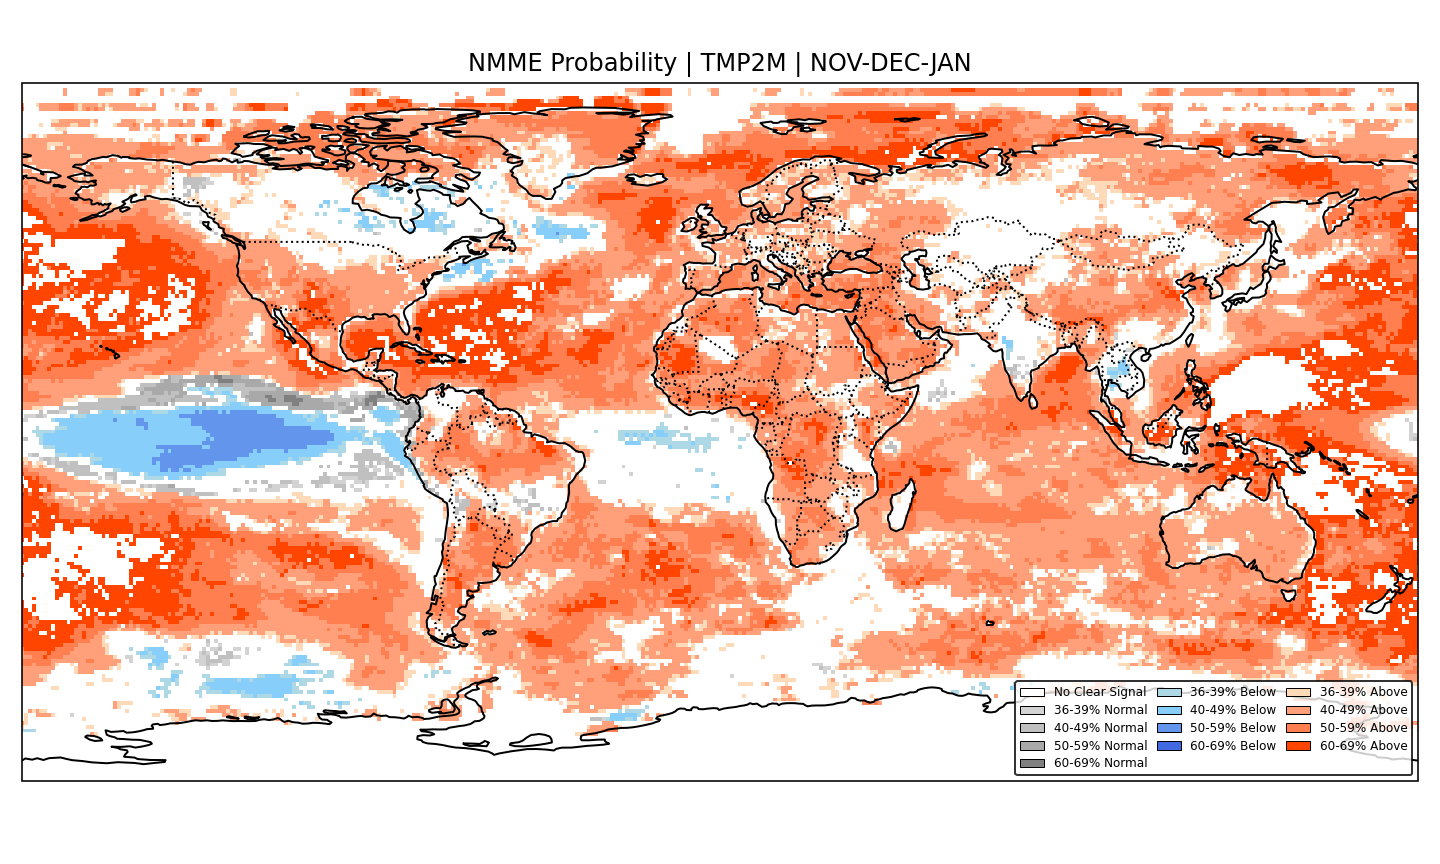 NMME Probability | TMP2M | NOV-DEC-JAN
No Clear Signal
36-39% Below
36-39% Above
36-39% Normal
40-49% Below
40-49% Above
40-49% Normal
50-59% Below
50-59% Above
50-59% Normal
60-69% Below
60-69% Above
60-69% Normal